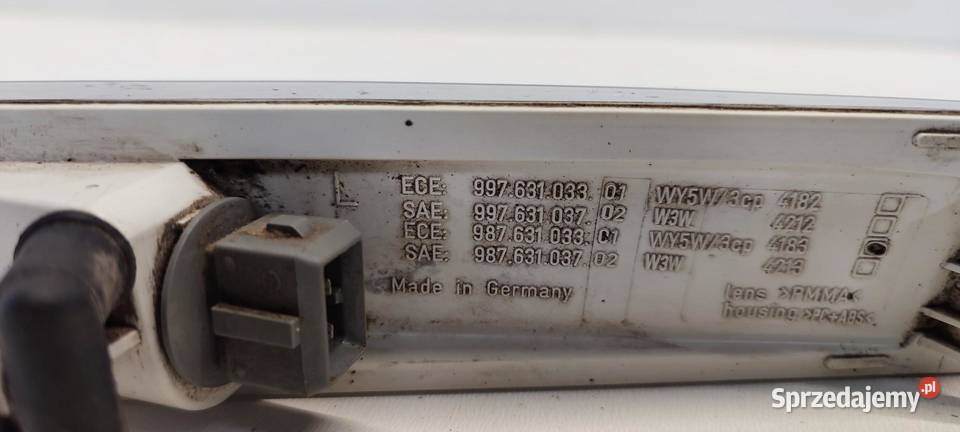 L
ECE: 997.631.033.01 WY5W/3cp 4182
SAE: 997.631.037.02 W3W 4212
ECE: 987.631.033.01 WY5W/3cp 4183
SAE: 987.631.037.02 W3W 4213
Made in Germany
lens >PMMA<
housing >PC+ABS<
Sprzedajemy.pl